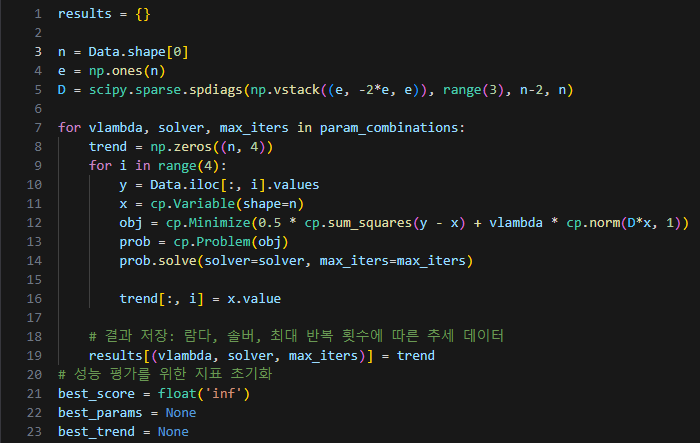 1 results = {}
2
3 n = Data.shape[0]
4 e = np.ones(n)
5 D = scipy.sparse.spdiags(np.vstack((e, -2*e, e)), range(3), n-2, n)
6
7 for vlambda, solver, max_iters in param_combinations:
8     trend = np.zeros((n, 4))
9     for i in range(4):
10         y = Data.iloc[:, i].values
11         x = cp.Variable(shape=n)
12         obj = cp.Minimize(0.5 * cp.sum_squares(y - x) + vlambda * cp.norm(D*x, 1))
13         prob = cp.Problem(obj)
14         prob.solve(solver=solver, max_iters=max_iters)
15
16         trend[:, i] = x.value
17
18     # 결과 저장: 람다, 솔버, 최대 반복 횟수에 따른 추세 데이터
19     results[(vlambda, solver, max_iters)] = trend
20 # 성능 평가를 위한 지표 초기화
21 best_score = float('inf')
22 best_params = None
23 best_trend = None